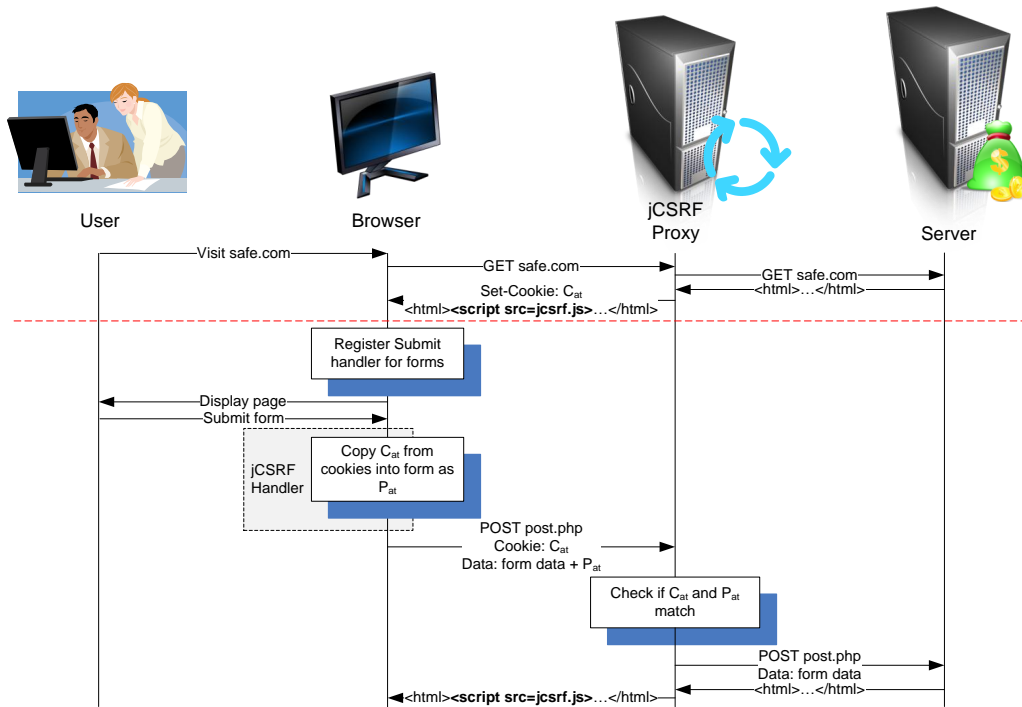 User
Browser
jCSRF
Proxy
Server
Visit safe.com
GET safe.com
GET safe.com
<html>…</html>
Set-Cookie: Cat
<html><script src=jcsrf.js>…</html>
Register Submit
handler for forms
Display page
Submit form
jCSRF
Handler
Copy Cat from
cookies into form as
Pat
POST post.php
Cookie: Cat
Data: form data + Pat
Check if Cat and Pat
match
POST post.php
Data: form data
<html>…</html>
<html><script src=jcsrf.js>…</html>
$